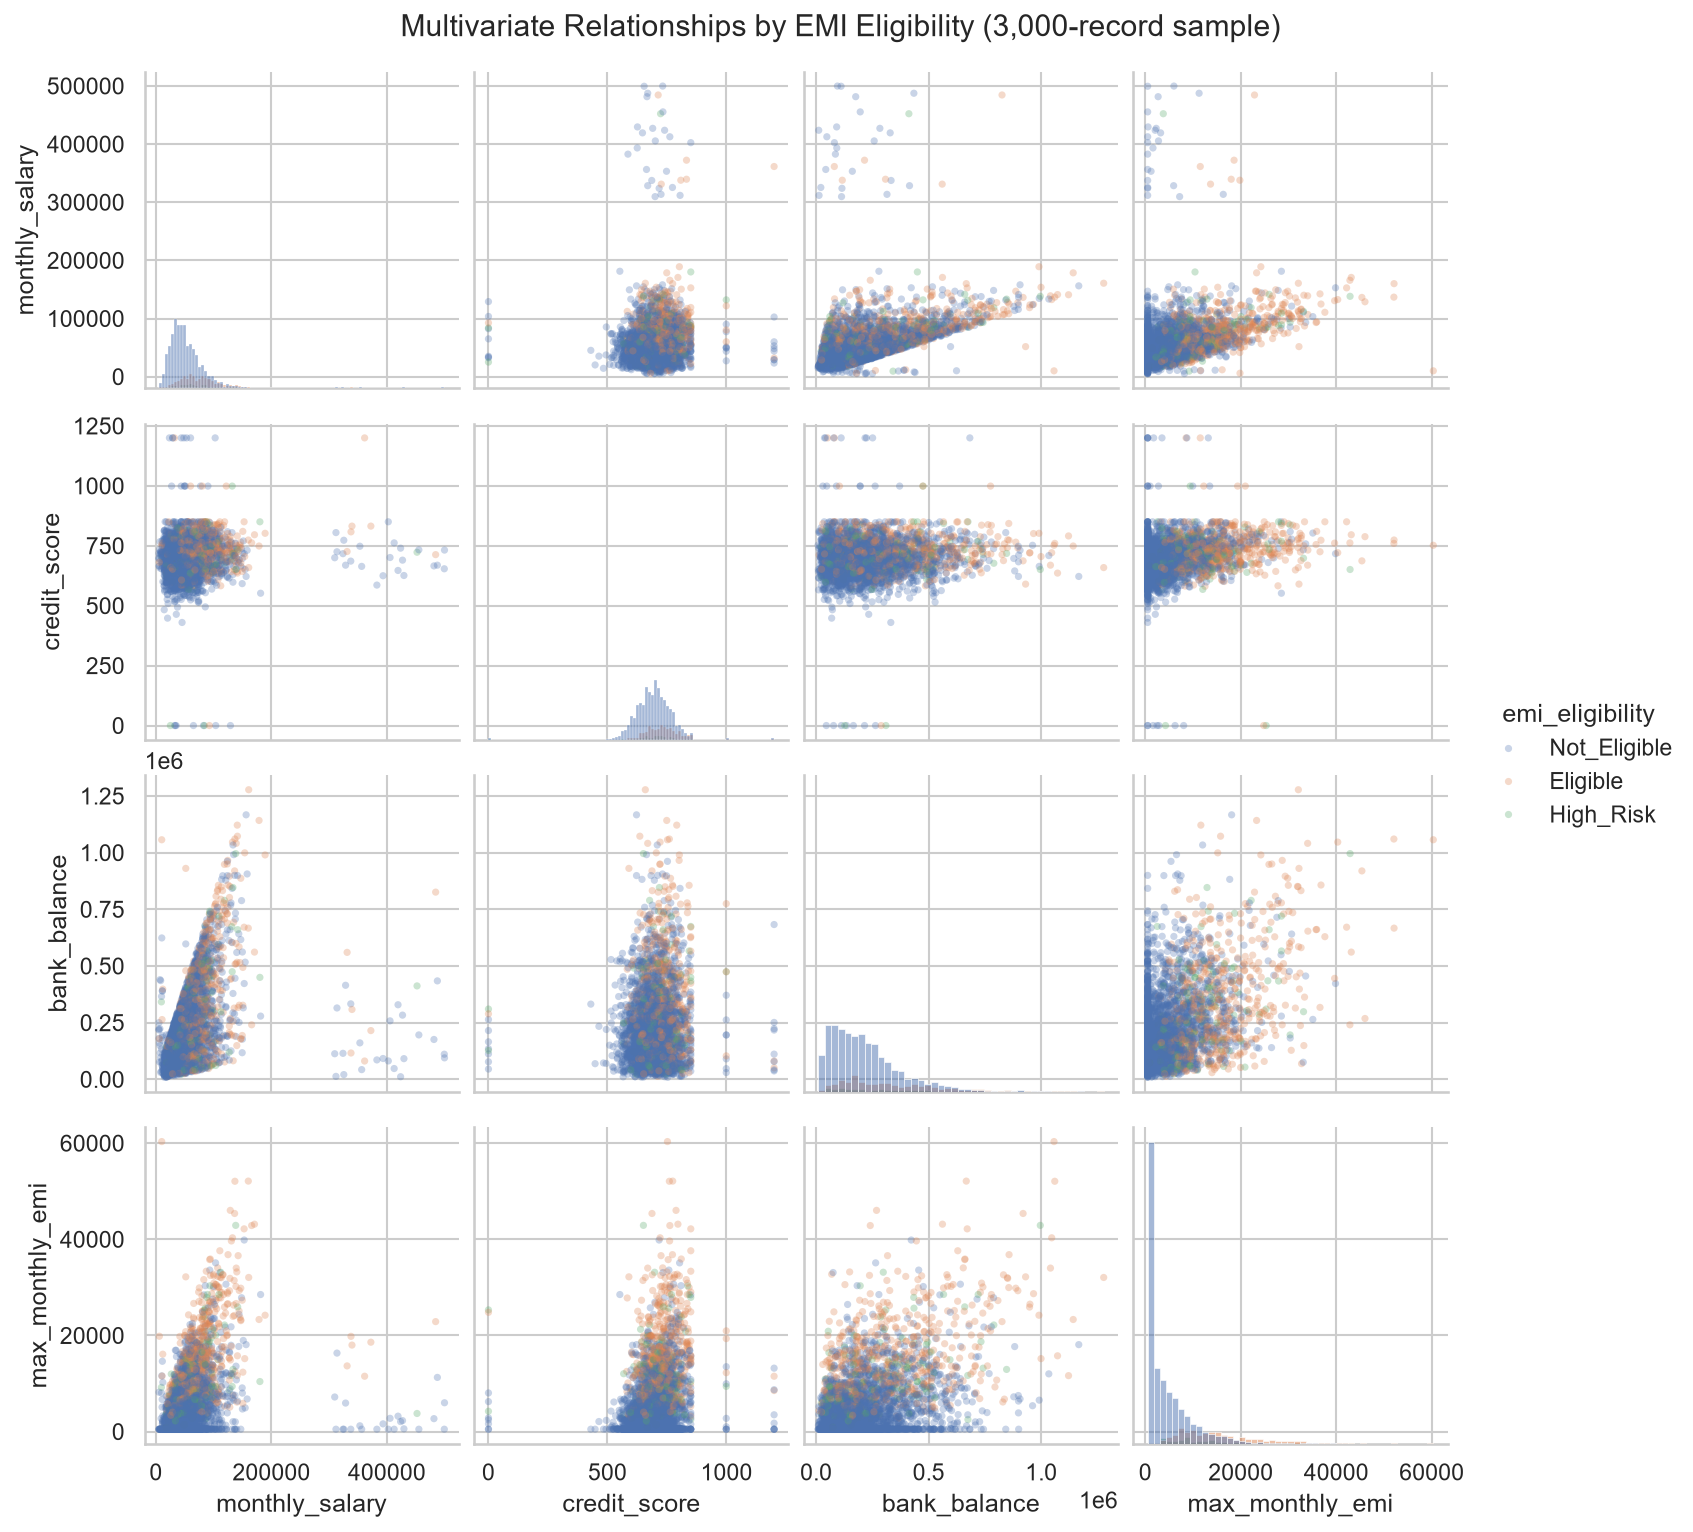 Multivariate Relationships by EMI Eligibility (3,000-record sample)
monthly_salary
500000
400000
300000
200000
100000
0
credit_score
1250
1000
750
500
250
0
1e6
bank_balance
1.25
1.00
0.75
0.50
0.25
0.00
max_monthly_emi
60000
40000
20000
0
0 200000 400000
monthly_salary
0 500 1000
credit_score
0.0 0.5 1.0
1e6
bank_balance
0 20000 40000 60000
max_monthly_emi
emi_eligibility
Not_Eligible
Eligible
High_Risk